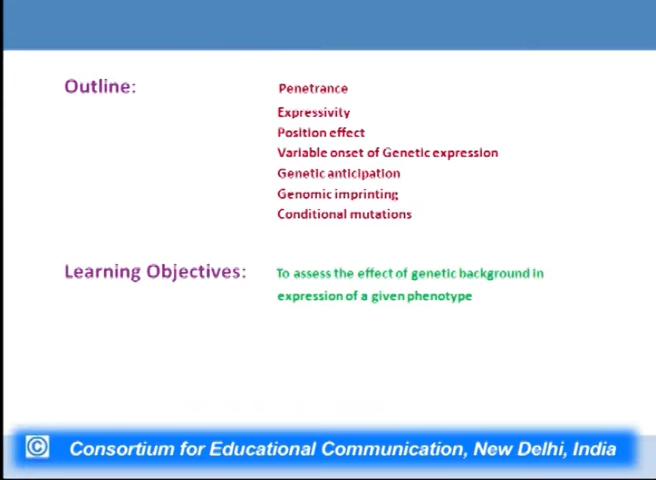 Outline:
Penetrance
Expressivity
Position effect
Variable onset of Genetic expression
Genetic anticipation
Genomic imprinting
Conditional mutations
Learning Objectives:
To assess the effect of genetic background in
expression of a given phenotype
© Consortium for Educational Communication, New Delhi, India